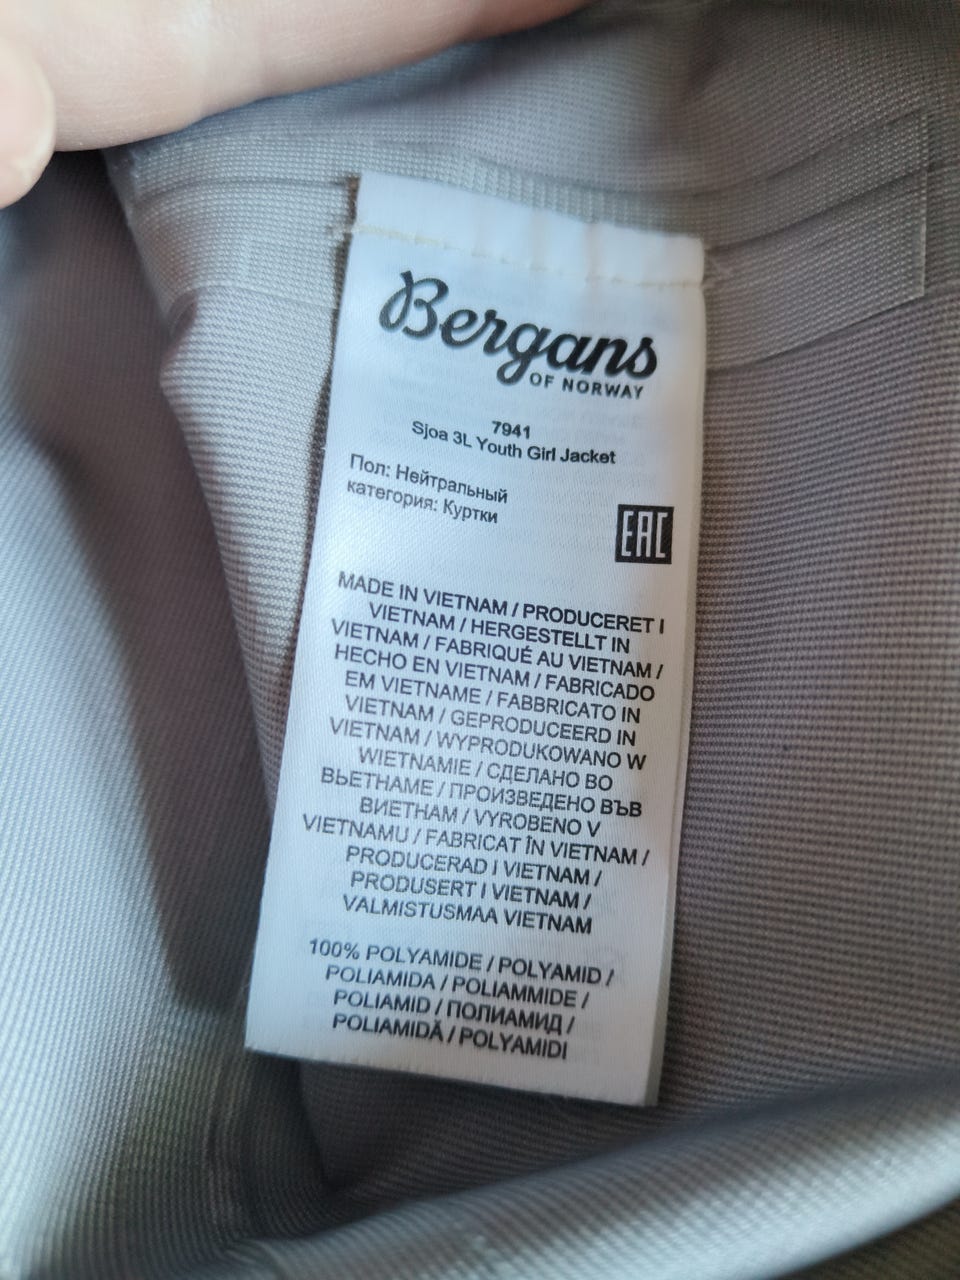 Bergans
OF NORWAY
7941
Sjoa 3L Youth Girl Jacket
Пол: Нейтральный
категория: Куртки
EAC
MADE IN VIETNAM / PRODUCERET I
VIETNAM / HERGESTELLT IN
VIETNAM / FABRIQUÉ AU VIETNAM /
HECHO EN VIETNAM / FABRICADO
EM VIETNAME / FABBRICATO IN
VIETNAM / GEPRODUCEERD IN
VIETNAM / WYPRODUKOWANO W
WIETNAMIE / СДЕЛАНО ВО
ВЬЕТНАМЕ / ПРОИЗВЕДЕНО ВЪВ
ВИЕТНАМ / VYROBENO V
VIETNAMU / FABRICAT ÎN VIETNAM /
PRODUCERAD I VIETNAM /
PRODUSERT I VIETNAM /
VALMISTUSMAA VIETNAM
100% POLYAMIDE / POLYAMID /
POLIAMIDA / POLIAMMIDE /
POLIAMID / ПОЛИАМИД /
POLIAMIDĂ / POLYAMIDI